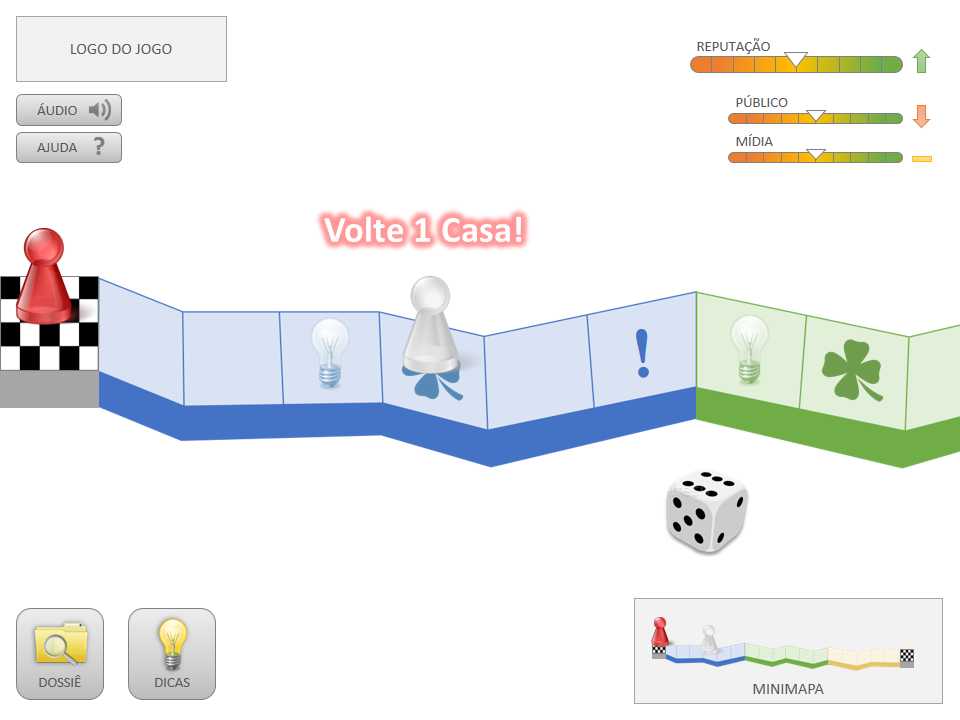 LOGO DO JOGO
REPUTAÇÃO
ÁUDIO
PÚBLICO
AJUDA ?
MÍDIA
Volte 1 Casa!
!
DOSSIÊ
DICAS
MINIMAPA